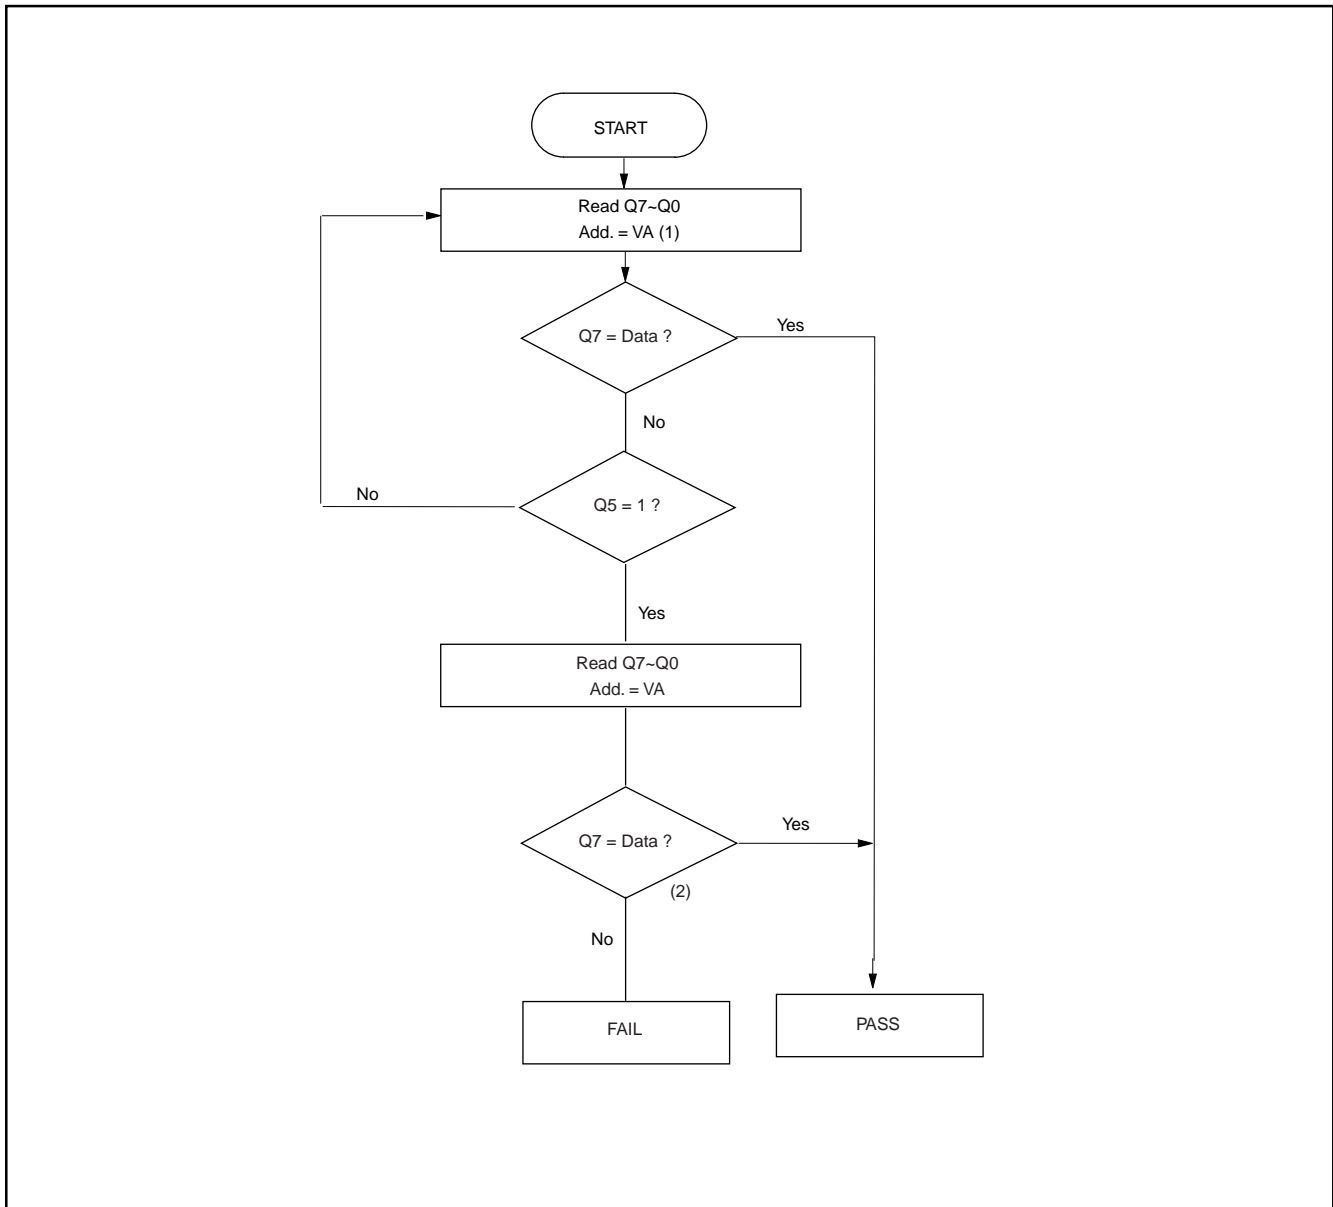 START
Read Q7~Q0
Add. = VA (1)
Q7 = Data ?
Yes
No
Q5 = 1 ?
No
Yes
Read Q7~Q0
Add. = VA
Q7 = Data ?
Yes
(2)
No
FAIL
PASS